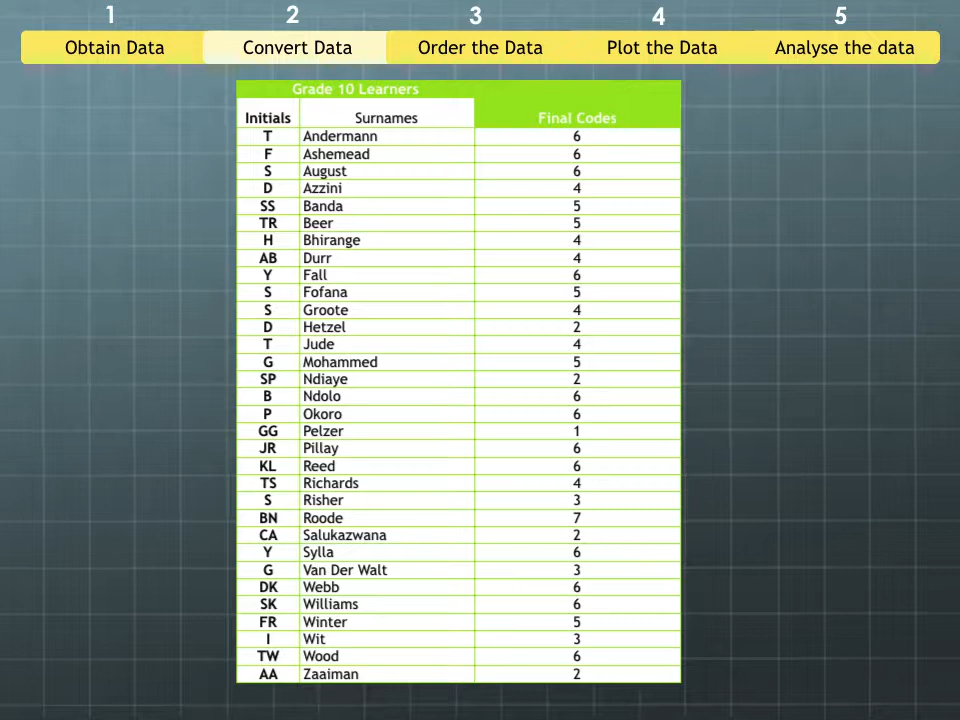 1 2 3 4 5
Obtain Data Convert Data Order the Data Plot the Data Analyse the data
Grade 10 Learners
Initials Surnames Final Codes
T Andermann 6
F Ashemead 6
S August 6
D Azzini 4
SS Banda 5
TR Beer 5
H Bhirange 4
AB Durr 4
Y Fall 6
S Fofana 5
S Groote 4
D Hetzel 2
T Jude 4
G Mohammed 5
SP Ndiaye 2
B Ndolo 6
P Okoro 6
GG Pelzer 1
JR Pillay 6
KL Reed 6
TS Richards 4
S Risher 3
BN Roode 7
CA Salukazwana 2
Y Sylla 6
G Van Der Walt 3
DK Webb 6
SK Williams 6
FR Winter 5
I Wit 3
TW Wood 6
AA Zaaiman 2